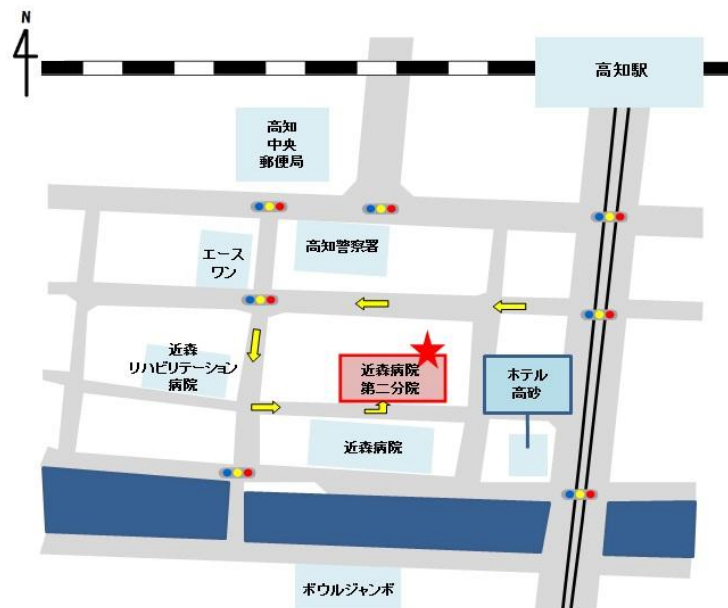 N
高知駅
高知
中央
郵便局
高知警察署
エース
ワン
近森
リハビリテーション
病院
近森病院
第二分院
ホテル
高砂
近森病院
ボウルジャンボ